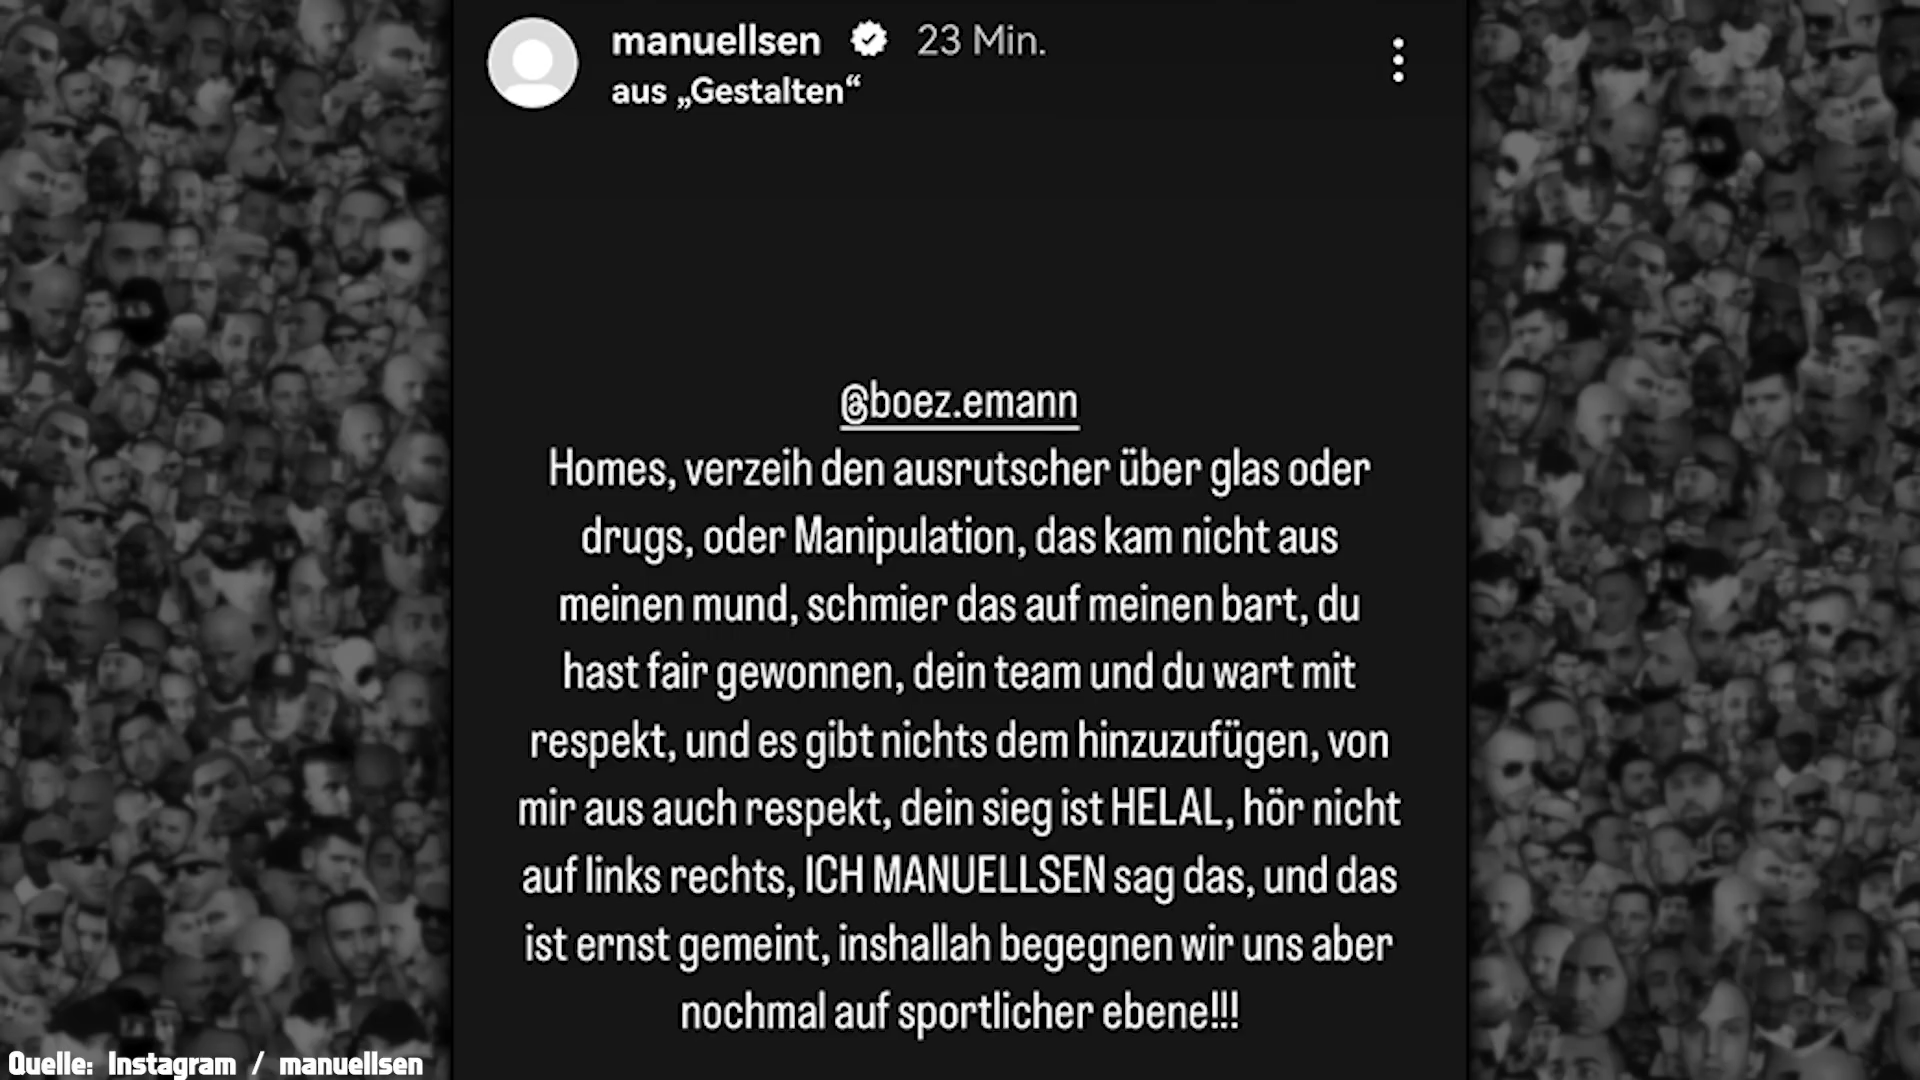 manuellsen 23 Min.
aus „Gestalten“
@boez.emann
Homes, verzeih den ausrutscher über glas oder
drugs, oder Manipulation, das kam nicht aus
meinen mund, schmier das auf meinen bart, du
hast fair gewonnen, dein team und du wart mit
respekt, und es gibt nichts dem hinzuzufügen, von
mir aus auch respekt, dein sieg ist HELAL, hör nicht
auf links rechts, ICH MANUELLSEN sag das, und das
ist ernst gemeint, inshallah begegnen wir uns aber
nochmal auf sportlicher ebene!!!
Quelle: Instagram / manuellsen